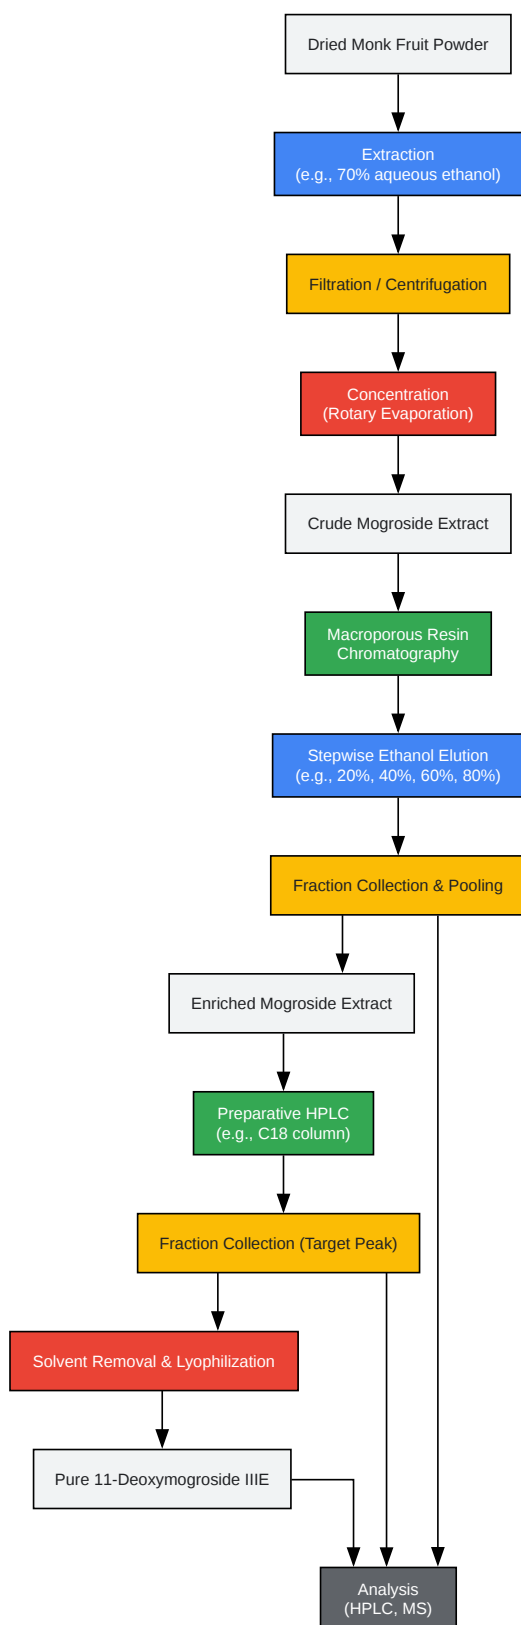 Dried Monk Fruit Powder
Extraction
(e.g., 70% aqueous ethanol)
Filtration / Centrifugation
Concentration
(Rotary Evaporation)
Crude Mogroside Extract
Macroporous Resin
Chromatography
Stepwise Ethanol Elution
(e.g., 20%, 40%, 60%, 80%)
Fraction Collection & Pooling
Enriched Mogroside Extract
Preparative HPLC
(e.g., C18 column)
Fraction Collection (Target Peak)
Solvent Removal & Lyophilization
Pure 11-Deoxymogroside IIIE
Analysis
(HPLC, MS)